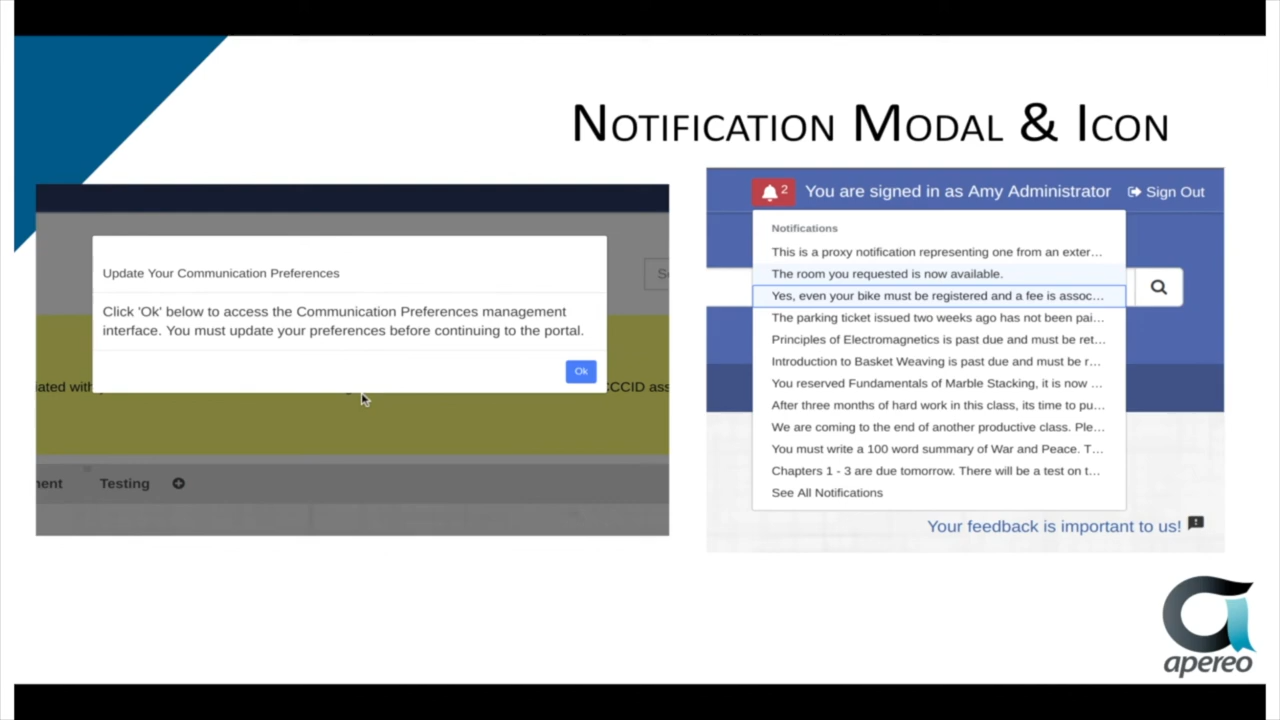 Notification Modal & Icon
Update Your Communication Preferences
Click 'Ok' below to access the Communication Preferences management
interface. You must update your preferences before continuing to the portal.
Ok
CCID ass
Testing
2
You are signed in as Amy Administrator
Sign Out
Notifications
This is a proxy notification representing one from an exter...
The room you requested is now available.
Yes, even your bike must be registered and a fee is assoc...
The parking ticket issued two weeks ago has not been pai...
Principles of Electromagnetics is past due and must be ret...
Introduction to Basket Weaving is past due and must be r...
You reserved Fundamentals of Marble Stacking, it is now ...
After three months of hard work in this class, its time to pu...
We are coming to the end of another productive class. Ple...
You must write a 100 word summary of War and Peace. T...
Chapters 1 - 3 are due tomorrow. There will be a test on t...
See All Notifications
Your feedback is important to us!
apereo